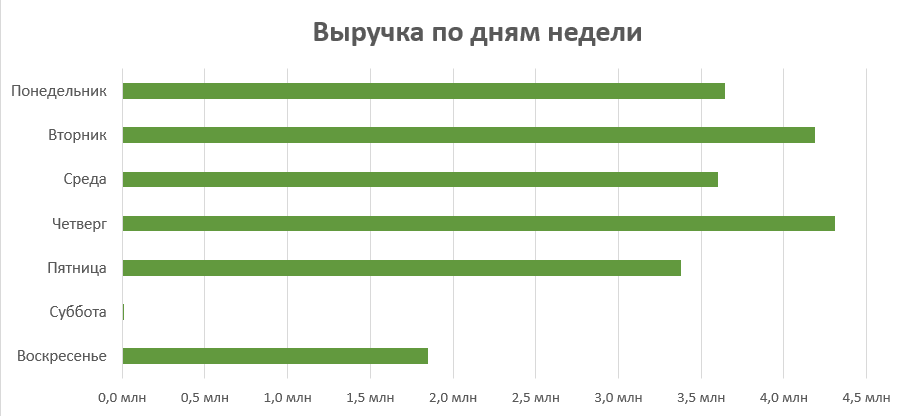 Выручка по дням недели
Понедельник
Вторник
Среда
Четверг
Пятница
Суббота
Воскресенье
0,0 млн 0,5 млн 1,0 млн 1,5 млн 2,0 млн 2,5 млн 3,0 млн 3,5 млн 4,0 млн 4,5 млн